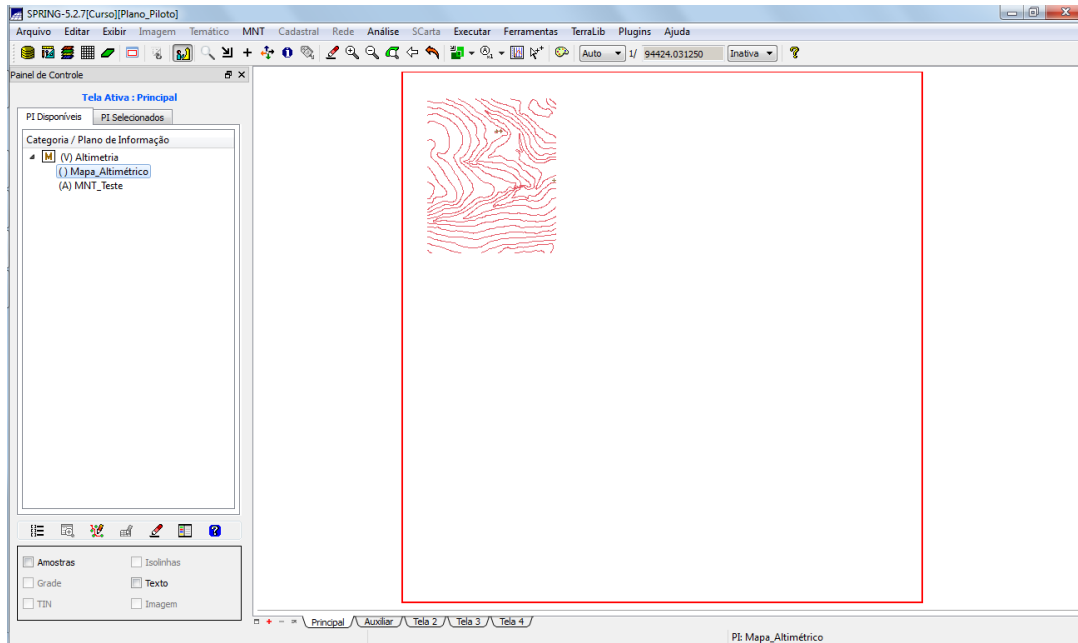 SPRING-5.2.7[Curso][Plano_Piloto]
Arquivo Editar Exibir Imagem Temático MNT Cadastral Rede Análise SCarta Executar Ferramentas TerraLib Plugins Ajuda
Auto 1/ 94424.031250 Inativa
Painel de Controle
Tela Ativa : Principal
PI Disponíveis PI Selecionados
Categoria / Plano de Informação
M (V) Altimetria
( ) Mapa_Altimétrico
(A) MNT_Teste
Amostras Isolinhas
Grade Texto
TIN Imagem
Principal Auxiliar Tela 2 Tela 3 Tela 4
PI: Mapa_Altimétrico